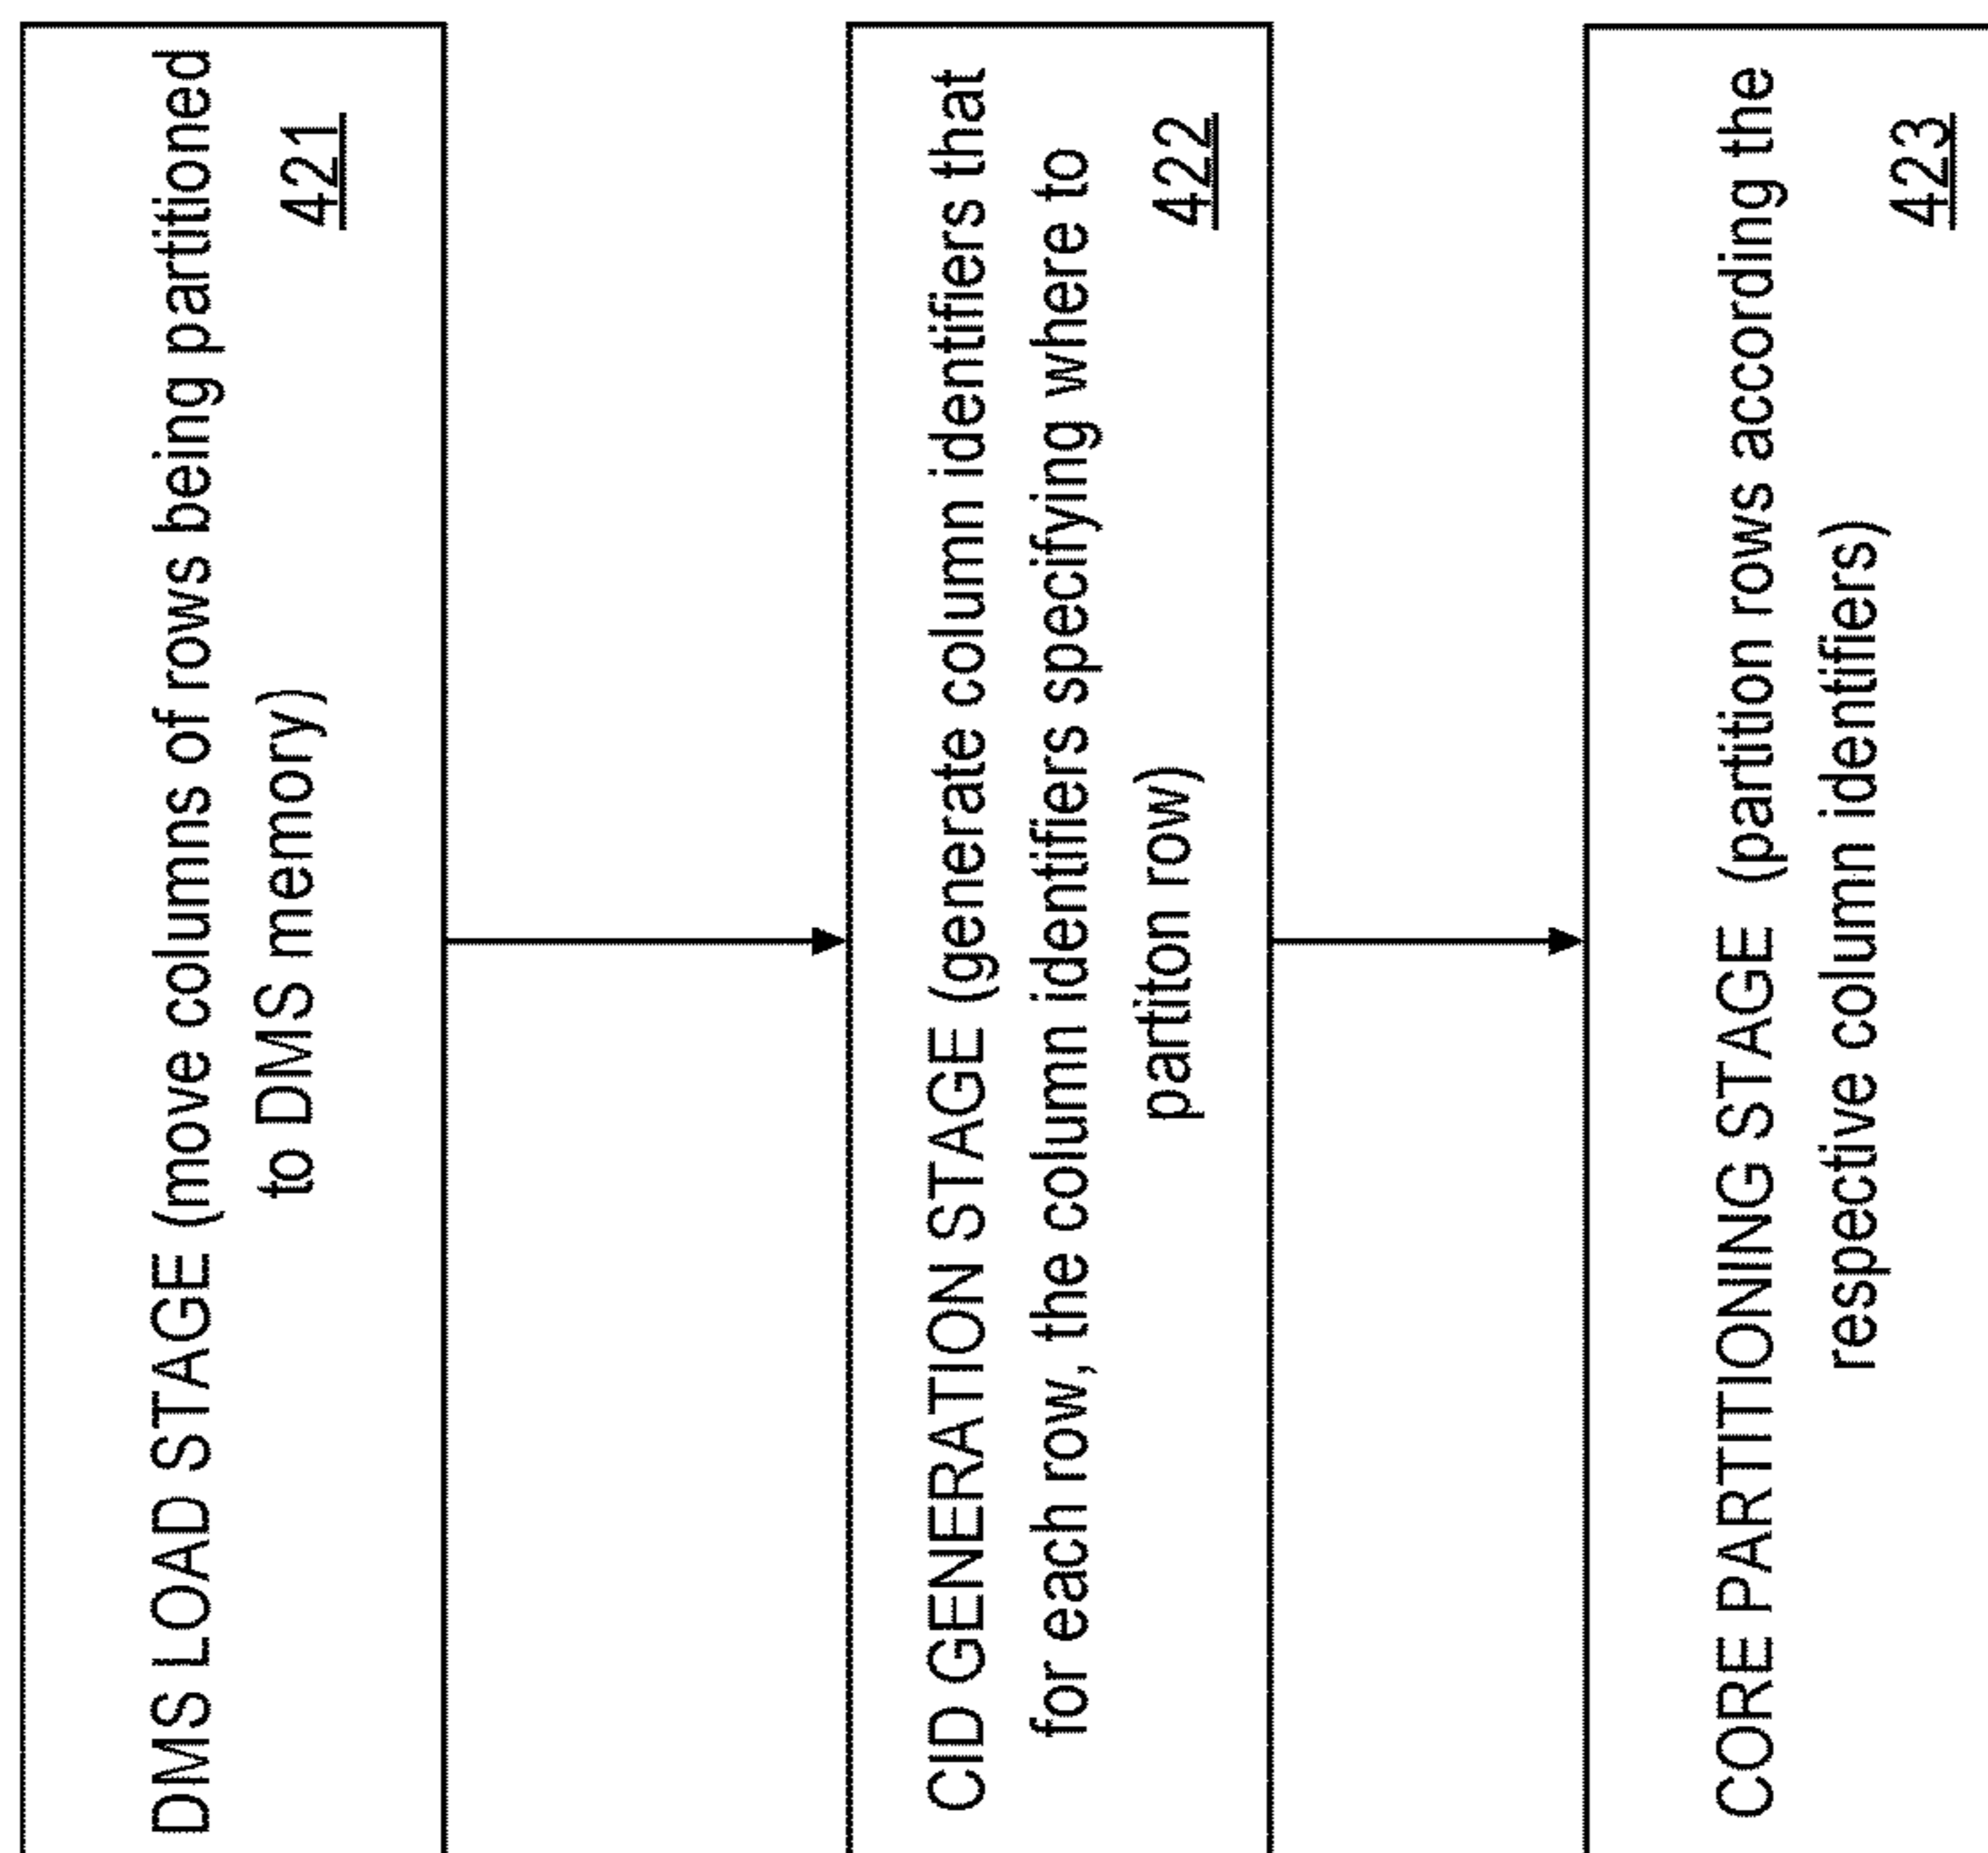 DMS LOAD STAGE (move columns of rows being partitioned
to DMS memory)
421
CID GENERATION STAGE (generate column identifiers that
for each row, the column identifiers specifying where to
partiton row)
422
CORE PARTITIONING STAGE (partition rows according the
respective column identifiers)
423